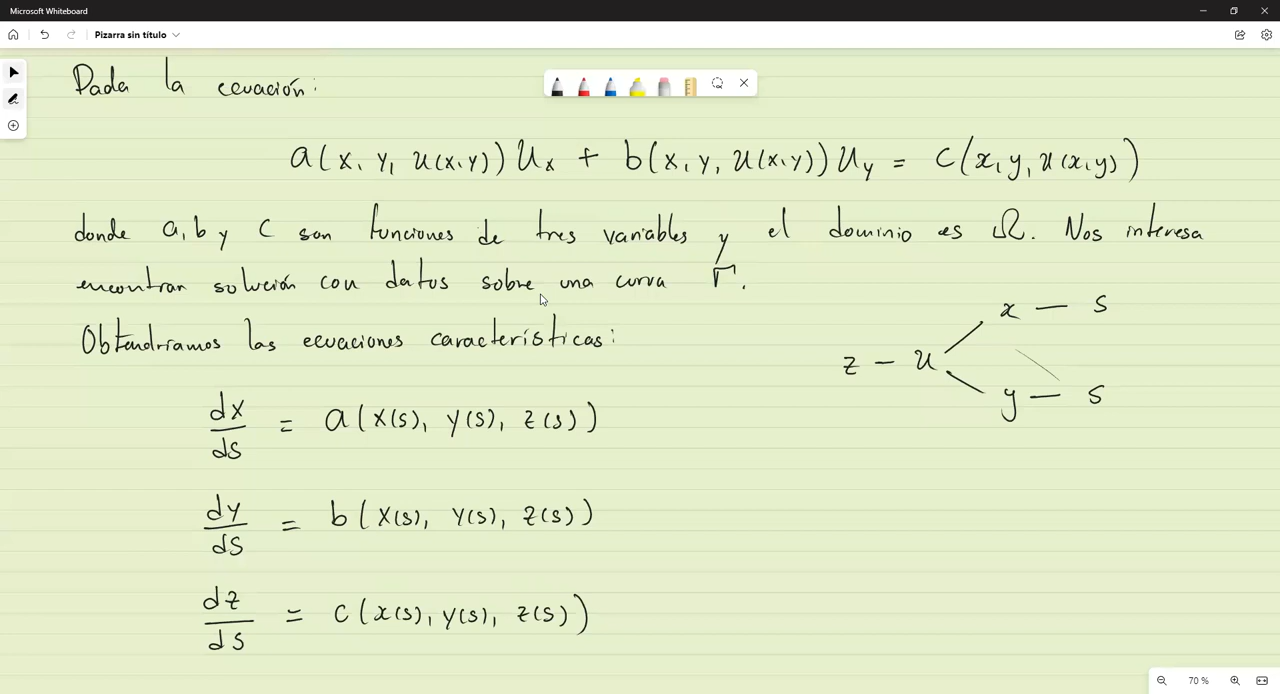 Microsoft Whiteboard
Pizarra sin título
Dada la ecuación:
a(x, y, u(x,y)) Ux + b(x, y, u(x,y)) Uy = C(x, y, u(x,y))
donde a, b y c son funciones de tres variables y el dominio es Ω. Nos interesa
encontrar solución con datos sobre una curva Γ.
Obtendríamos las ecuaciones características:
x — s
z — u
y — s
dx/ds = a(x(s), y(s), z(s))
dy/ds = b(x(s), y(s), z(s))
dz/ds = c(x(s), y(s), z(s))
70 %